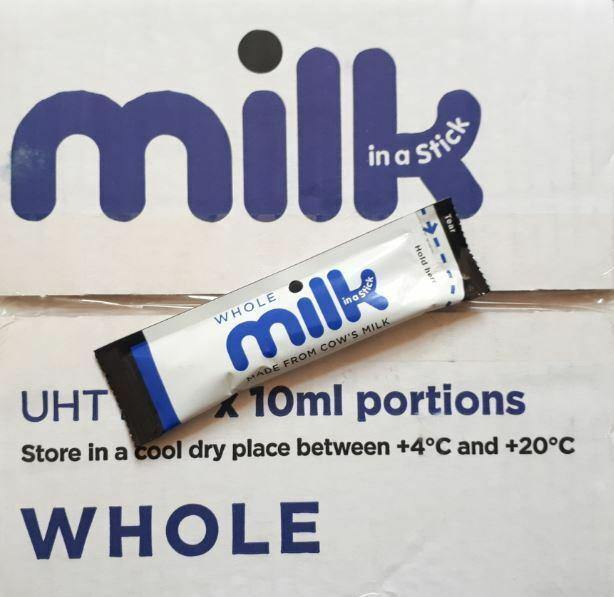 milk
in a Stick
Tear
Hold here
WHOLE
milk
in a Stick
MADE FROM COW'S MILK
UHT x 10ml portions
Store in a cool dry place between +4°C and +20°C
WHOLE